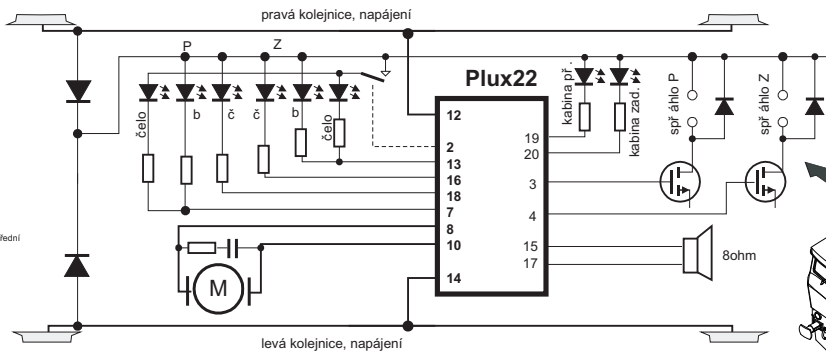 pravá kolejnice, napájení
P
Z
čelo
b
č
č
b
čelo
Plux22
12
2
13
16
18
7
8
10
14
19
20
3
4
15
17
kabina př .
kabina zad.
spř áhlo P
spř áhlo Z
8ohm
M
levá kolejnice, napájení